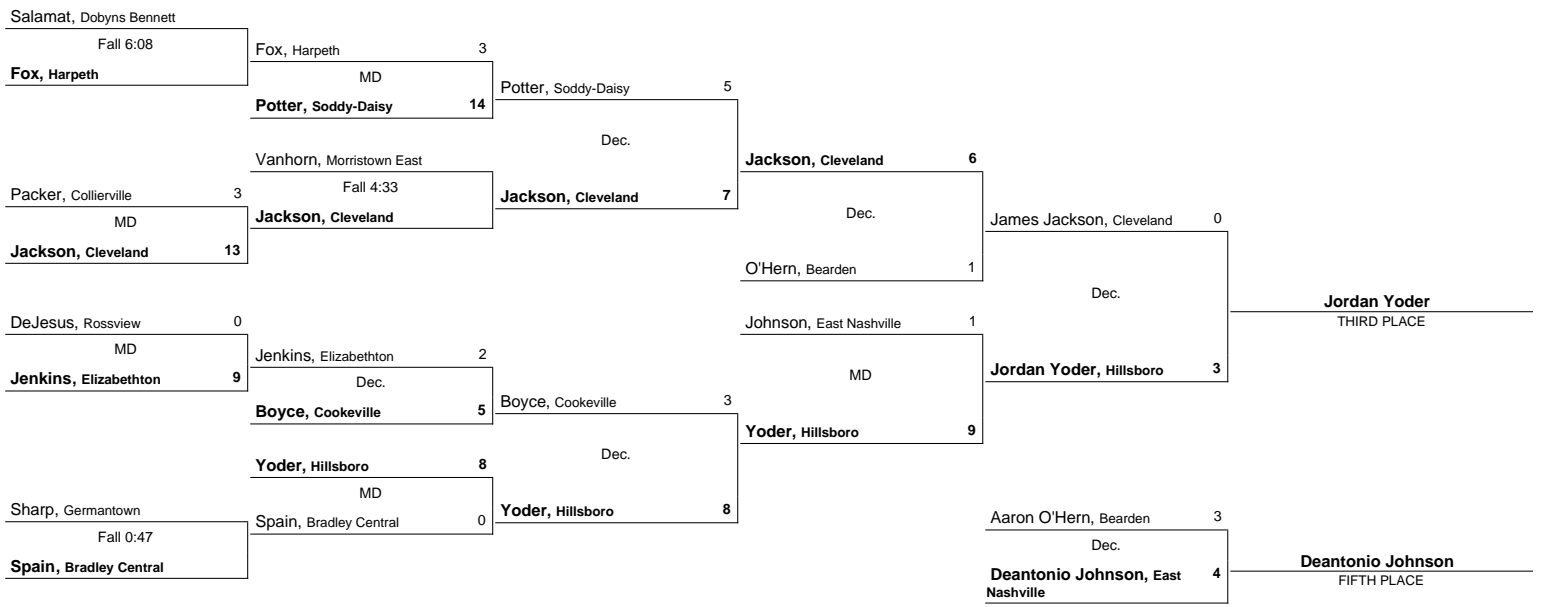 Salamat, Dobyns Bennett
Fall 6:08
Fox, Harpeth
Packer, Collierville 3
MD
Jackson, Cleveland 13
DeJesus, Rossview 0
MD
Jenkins, Elizabethton 9
Sharp, Germantown
Fall 0:47
Spain, Bradley Central
Fox, Harpeth 3
MD
Potter, Soddy-Daisy 14
Vanhorn, Morristown East
Fall 4:33
Jackson, Cleveland
Jenkins, Elizabethton 2
Dec.
Boyce, Cookeville 5
Yoder, Hillsboro 8
MD
Spain, Bradley Central 0
Potter, Soddy-Daisy 5
Dec.
Jackson, Cleveland 7
Boyce, Cookeville 3
Dec.
Yoder, Hillsboro 8
Jackson, Cleveland 6
Dec.
O'Hern, Bearden 1
Johnson, East Nashville 1
MD
Yoder, Hillsboro 9
James Jackson, Cleveland 0
Dec.
Jordan Yoder, Hillsboro 3
Jordan Yoder
THIRD PLACE
Aaron O'Hern, Bearden 3
Dec.
Deantonio Johnson, East 4
Nashville
Deantonio Johnson
FIFTH PLACE